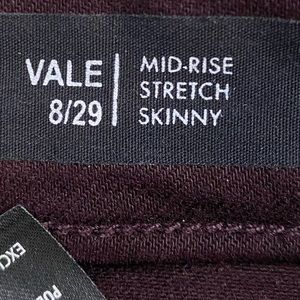 VALE
8/29
MID-RISE
STRETCH
SKINNY